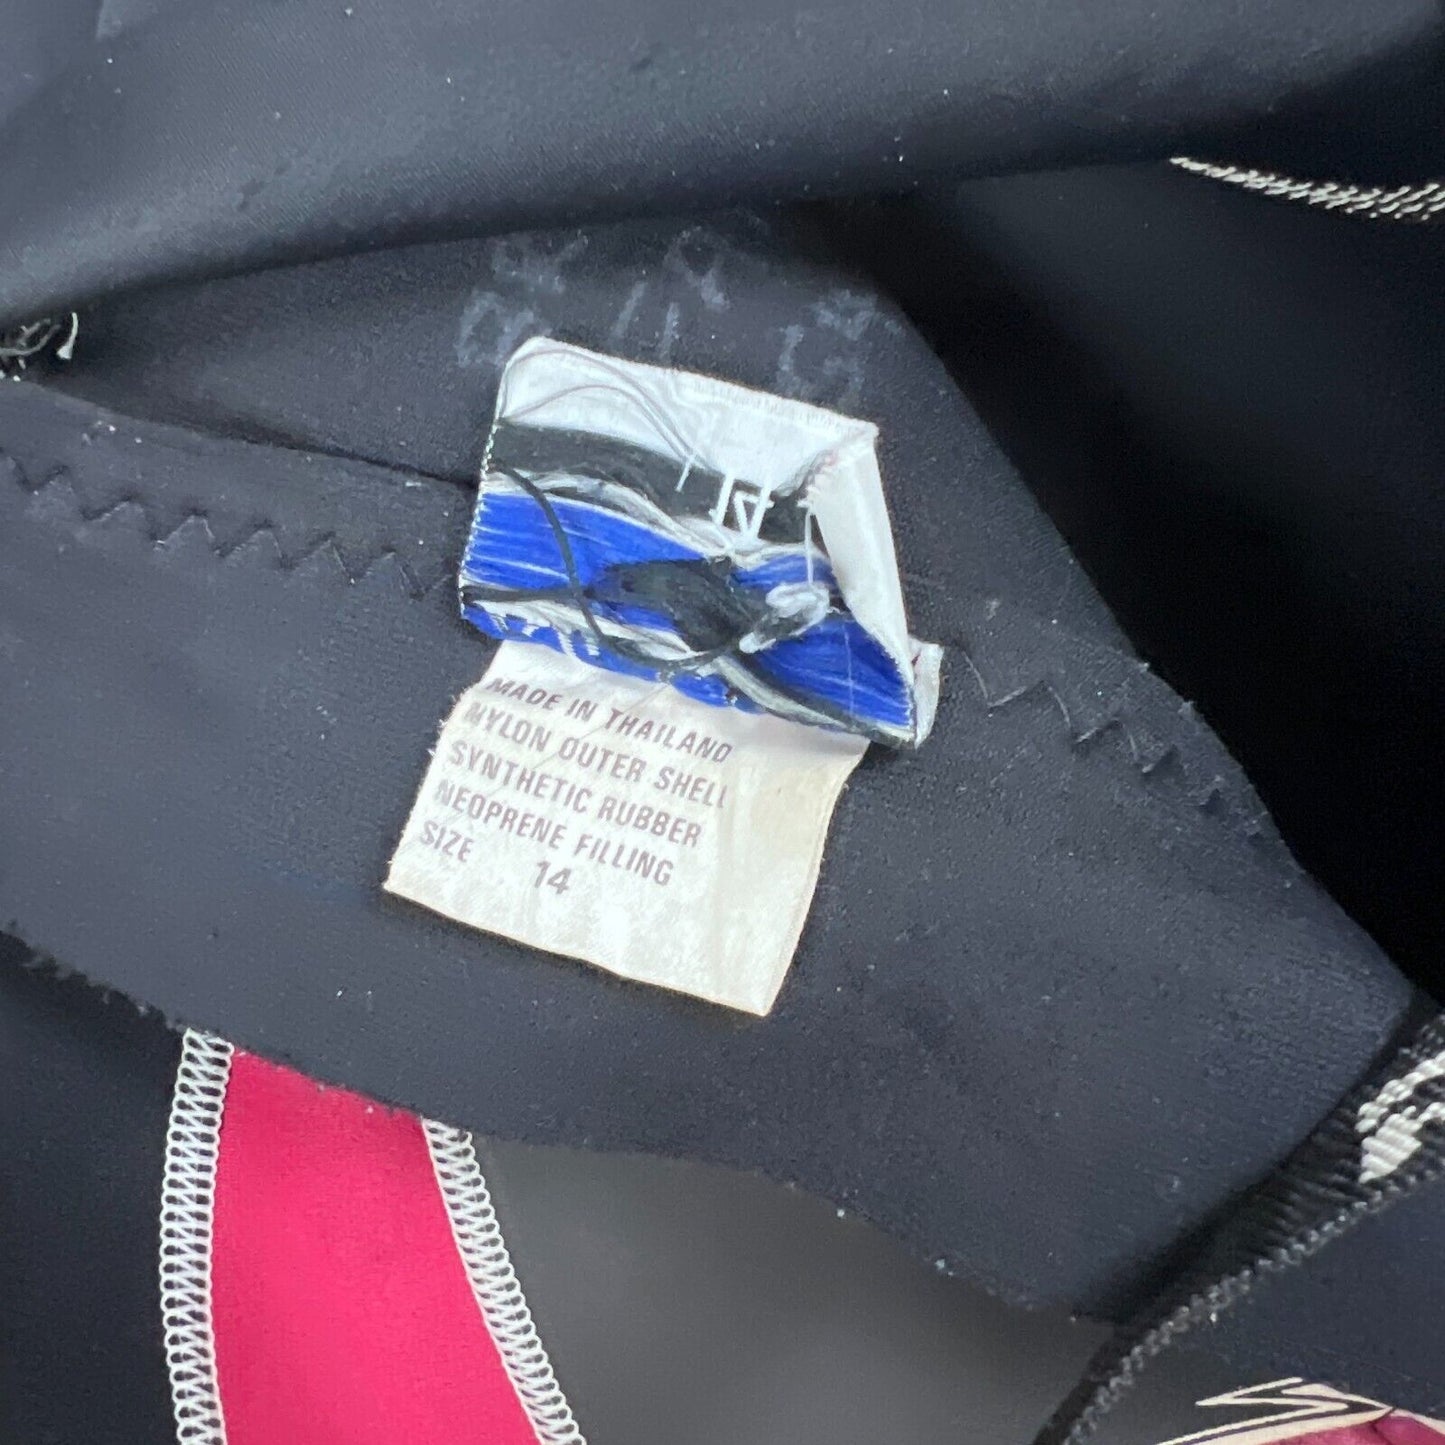 MADE IN THAILAND
NYLON OUTER SHELL
SYNTHETIC RUBBER
NEOPRENE FILLING
SIZE 14